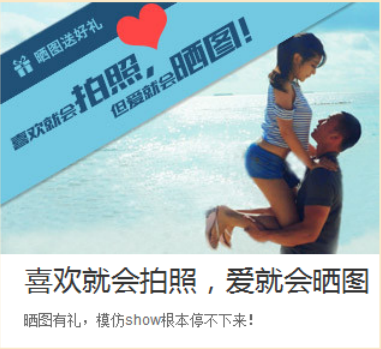 晒图送好礼
喜欢就会拍照，
但爱就会晒图！
喜欢就会拍照，爱就会晒图
晒图有礼，模仿show根本停不下来！